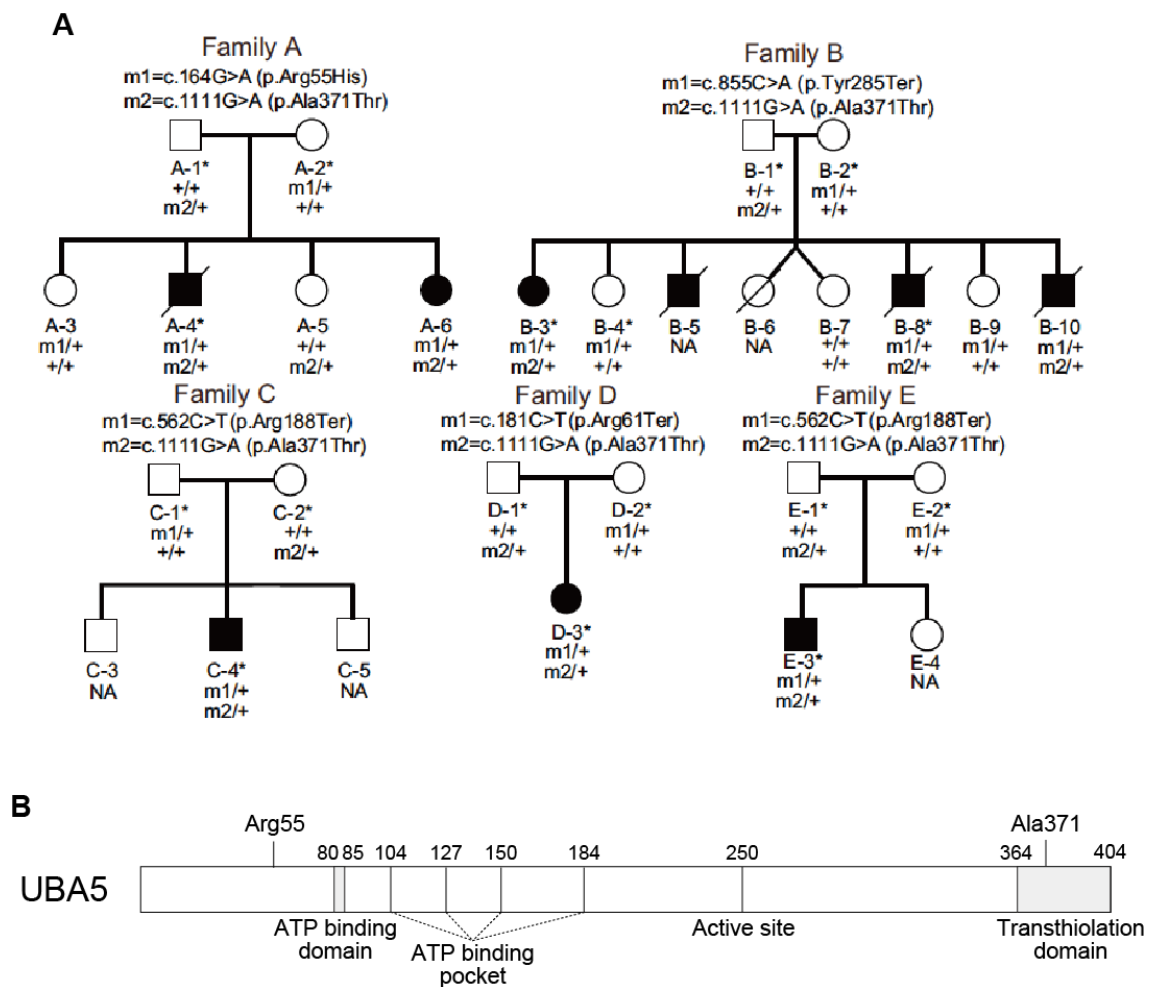 A
Family A
m1=c.164G>A (p.Arg55His)
m2=c.1111G>A (p.Ala371Thr)
A-1*
+/+
m2/+
A-2*
m1/+
+/+
A-3
m1/+
+/+
A-4*
m1/+
m2/+
A-5
+/+
m2/+
A-6
m1/+
m2/+
Family B
m1=c.855C>A (p.Tyr285Ter)
m2=c.1111G>A (p.Ala371Thr)
B-1*
+/+
m2/+
B-2*
m1/+
+/+
B-3*
m1/+
m2/+
B-4*
m1/+
+/+
B-5
NA
B-6
NA
B-7
+/+
+/+
B-8*
m1/+
m2/+
B-9
m1/+
+/+
B-10
m1/+
m2/+
Family C
m1=c.562C>T (p.Arg188Ter)
m2=c.1111G>A (p.Ala371Thr)
C-1*
m1/+
+/+
C-2*
+/+
m2/+
C-3
NA
C-4*
m1/+
m2/+
C-5
NA
Family D
m1=c.181C>T (p.Arg61Ter)
m2=c.1111G>A (p.Ala371Thr)
D-1*
+/+
m2/+
D-2*
m1/+
+/+
D-3*
m1/+
m2/+
Family E
m1=c.562C>T (p.Arg188Ter)
m2=c.1111G>A (p.Ala371Thr)
E-1*
+/+
m2/+
E-2*
m1/+
+/+
E-3*
m1/+
m2/+
E-4
NA
B
Arg55
Ala371
80 85 104 127 150 184 250 364 404
UBA5
ATP binding
domain
ATP binding
pocket
Active site
Transthiolation
domain